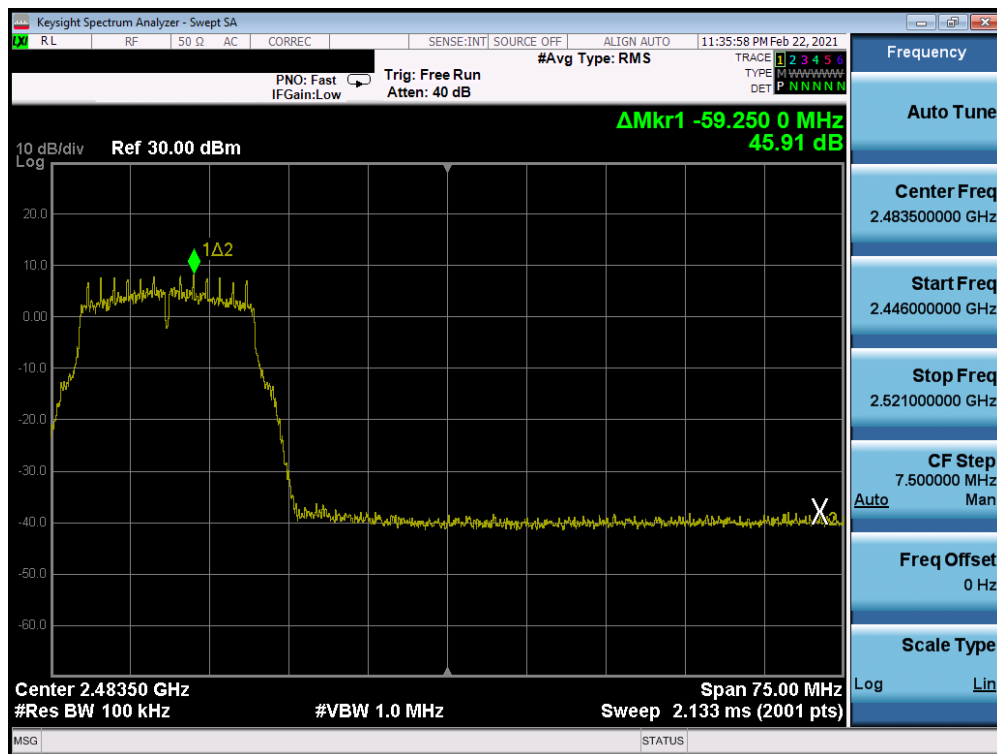 Keysight Spectrum Analyzer - Swept SA
LXI RL RF 50 Ω AC CORREC SENSE:INT SOURCE OFF ALIGN AUTO 11:35:58 PM Feb 22, 2021
PNO: Fast
IFGain:Low
Trig: Free Run
Atten: 40 dB
#Avg Type: RMS
TRACE 1 2 3 4 5 6
TYPE M W W W W W
DET P N N N N N
ΔMkr1 -59.250 0 MHz
45.91 dB
10 dB/div Ref 30.00 dBm
Log
20.0
10.0
0.00
-10.0
-20.0
-30.0
-40.0
-50.0
-60.0
1Δ2
X
Center 2.48350 GHz Span 75.00 MHz
#Res BW 100 kHz #VBW 1.0 MHz Sweep 2.133 ms (2001 pts)
MSG STATUS
Frequency
Auto Tune
Center Freq
2.483500000 GHz
Start Freq
2.446000000 GHz
Stop Freq
2.521000000 GHz
CF Step
7.500000 MHz
Auto Man
Freq Offset
0 Hz
Scale Type
Log Lin